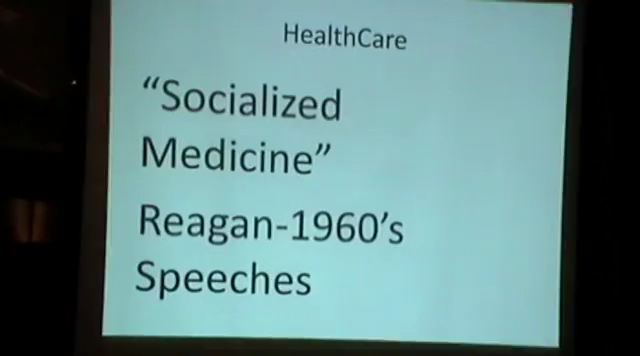 HealthCare
“Socialized
Medicine”
Reagan-1960’s
Speeches